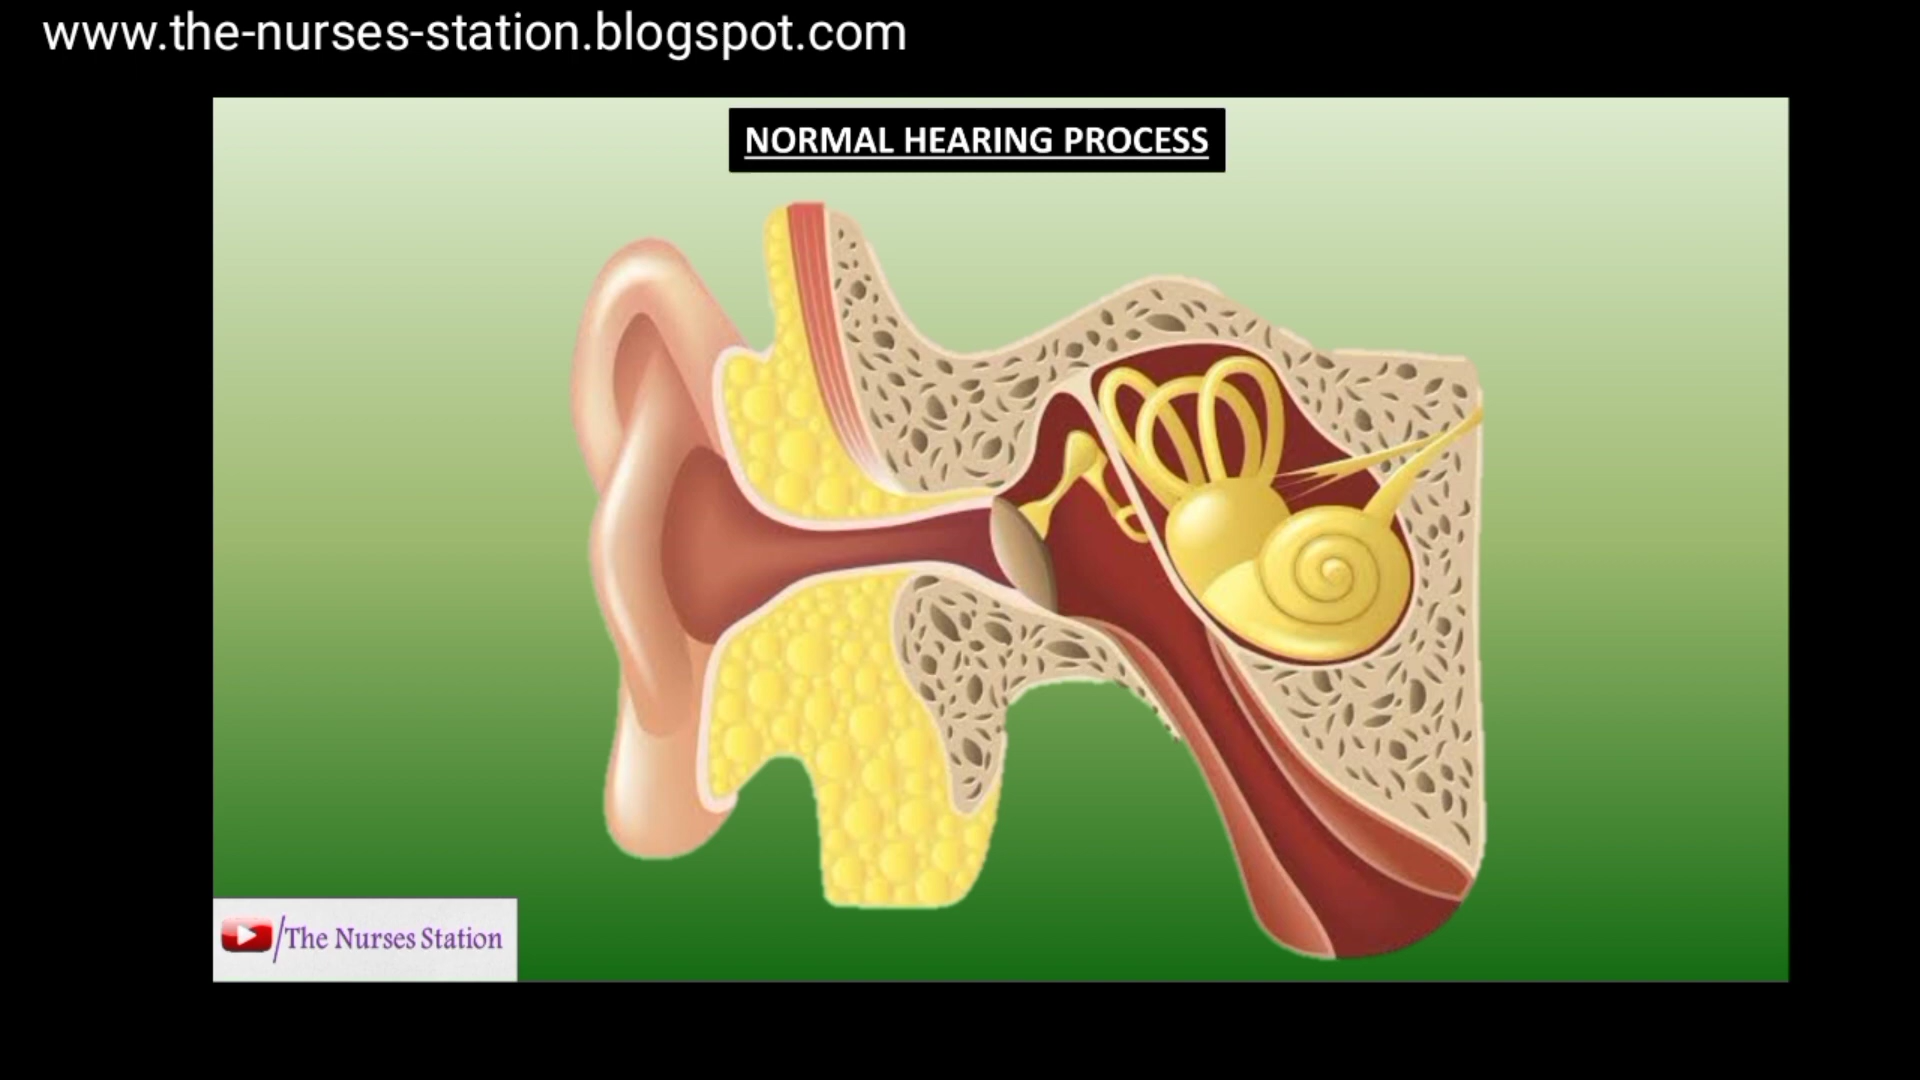 www.the-nurses-station.blogspot.com
NORMAL HEARING PROCESS
/The Nurses Station